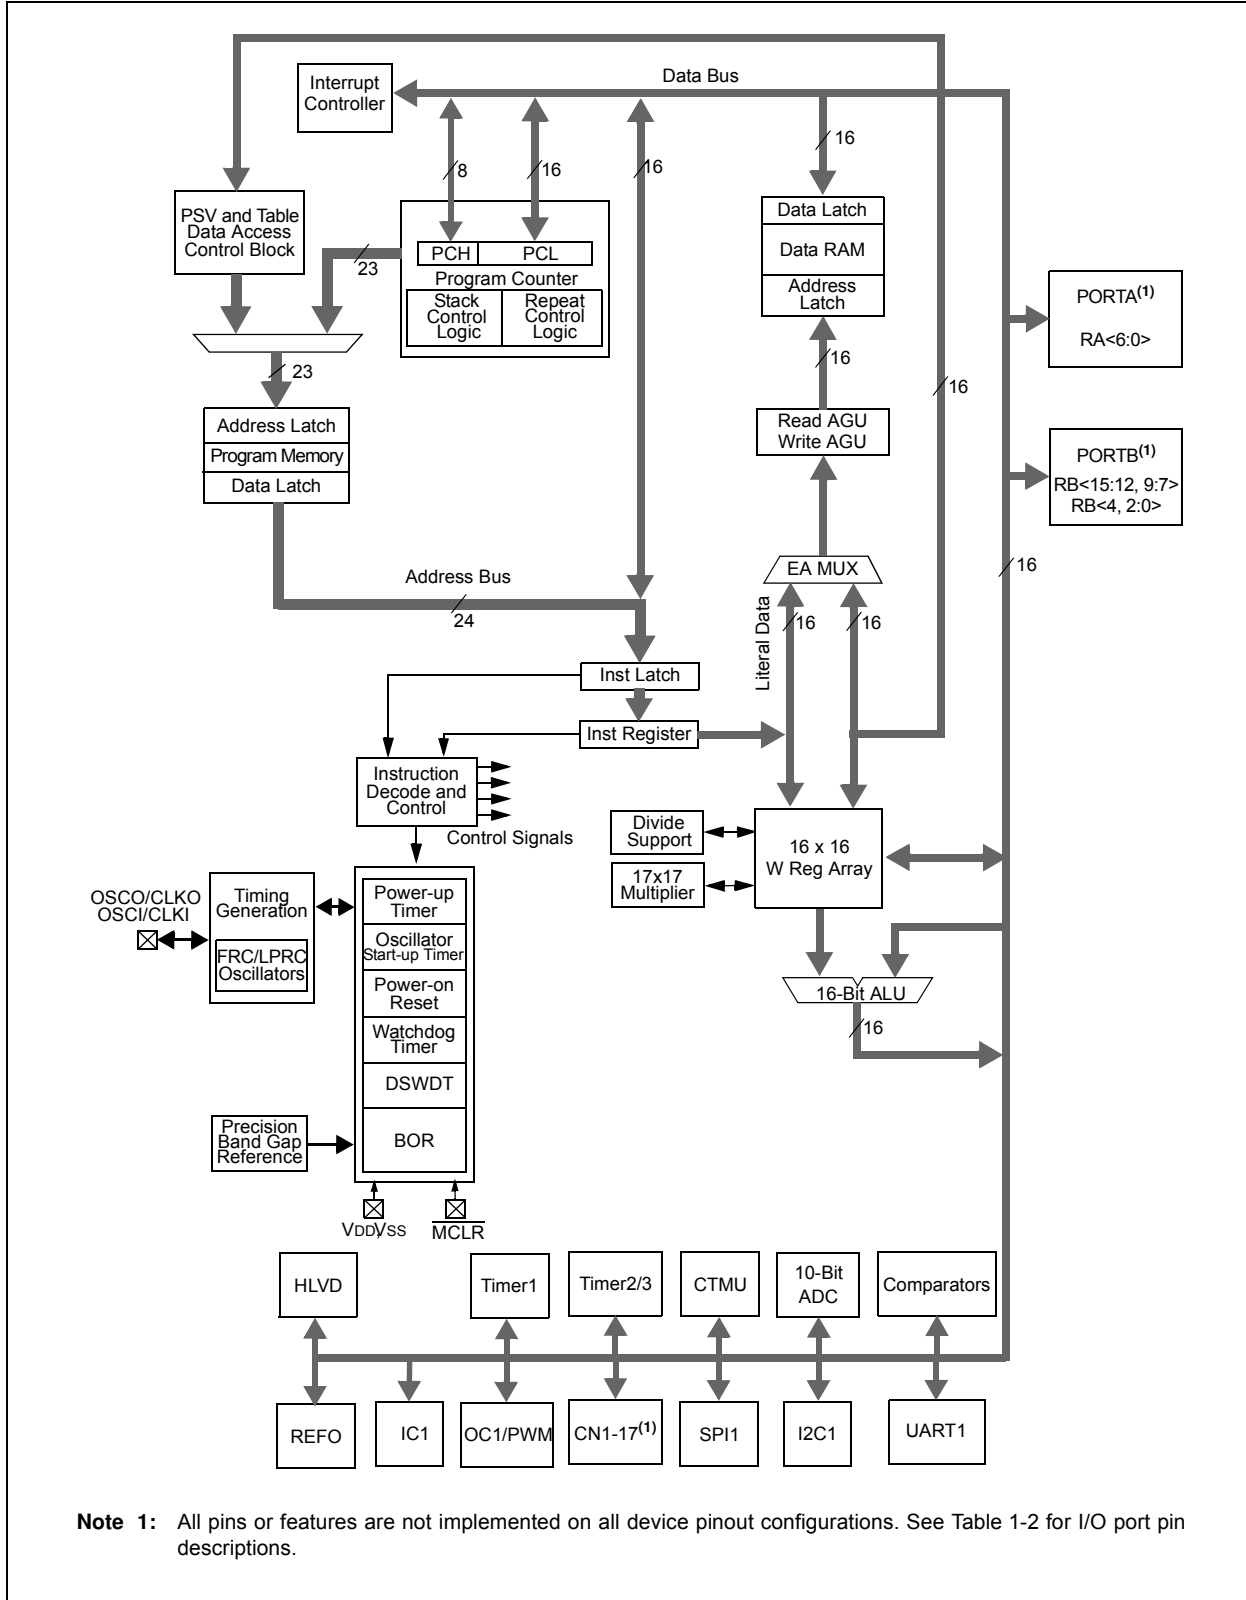 Data Bus
Interrupt
Controller
16
8
16
16
PSV and Table
Data Access
Control Block
Data Latch
Data RAM
Address
Latch
PCH
PCL
23
Program Counter
Stack
Control
Logic
Repeat
Control
Logic
PORTA(1)
RA<6:0>
16
23
16
Read AGU
Write AGU
Address Latch
Program Memory
Data Latch
PORTB(1)
RB<15:12, 9:7>
RB<4, 2:0>
EA MUX
16
Address Bus
24
Literal Data
16
16
Inst Latch
Inst Register
Instruction
Decode and
Control
Control Signals
Divide
Support
16 x 16
W Reg Array
17x17
Multiplier
OSCO/CLKO
OSCI/CLKI
Timing
Generation
FRC/LPRC
Oscillators
Power-up
Timer
Oscillator
Start-up Timer
Power-on
Reset
Watchdog
Timer
DSWDT
BOR
16-Bit ALU
16
Precision
Band Gap
Reference
VDD,VSS
MCLR
HLVD
Timer1
Timer2/3
CTMU
10-Bit
ADC
Comparators
REFO
IC1
OC1/PWM
CN1-17(1)
SPI1
I2C1
UART1
Note 1: All pins or features are not implemented on all device pinout configurations. See Table 1-2 for I/O port pin
descriptions.